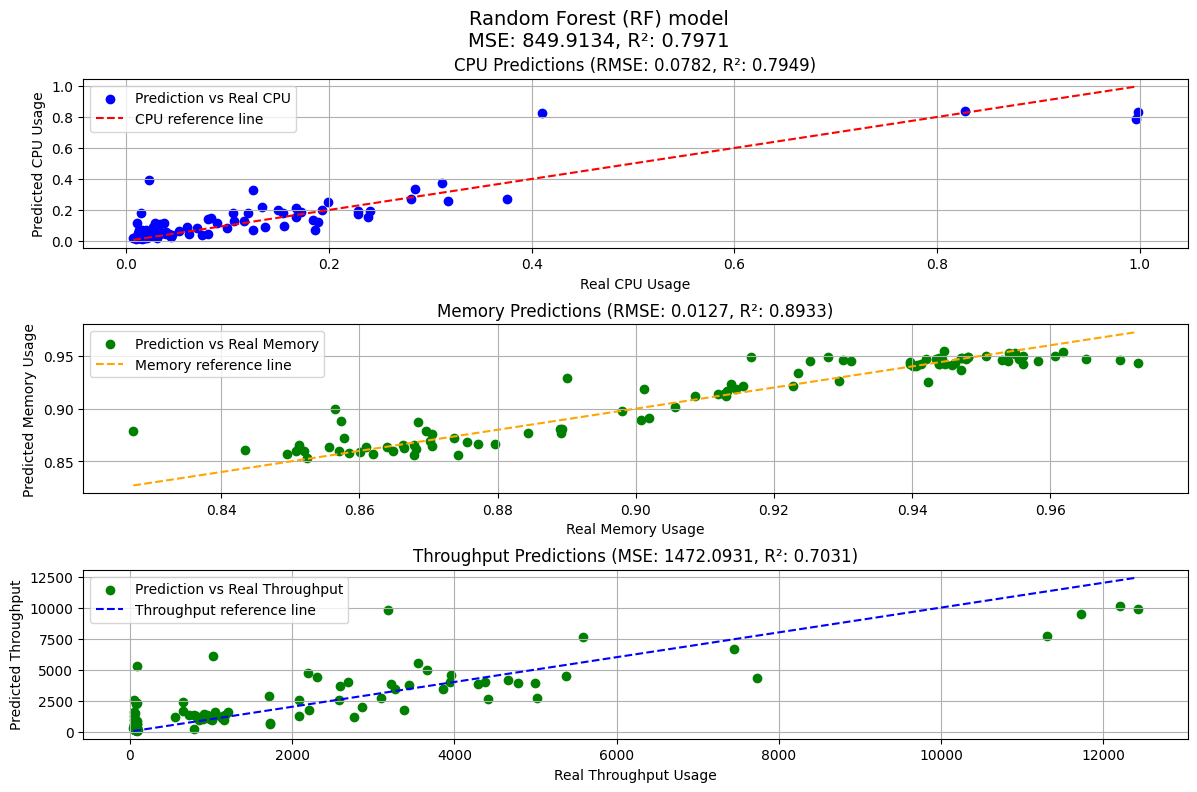 Random Forest (RF) model
MSE: 849.9134, R²: 0.7971
CPU Predictions (RMSE: 0.0782, R²: 0.7949)
Predicted CPU Usage
1.0
0.8
0.6
0.4
0.2
0.0
Prediction vs Real CPU
CPU reference line
0.0 0.2 0.4 0.6 0.8 1.0
Real CPU Usage
Memory Predictions (RMSE: 0.0127, R²: 0.8933)
Predicted Memory Usage
0.95
0.90
0.85
Prediction vs Real Memory
Memory reference line
0.84 0.86 0.88 0.90 0.92 0.94 0.96
Real Memory Usage
Throughput Predictions (MSE: 1472.0931, R²: 0.7031)
Predicted Throughput
12500
10000
7500
5000
2500
0
Prediction vs Real Throughput
Throughput reference line
0 2000 4000 6000 8000 10000 12000
Real Throughput Usage